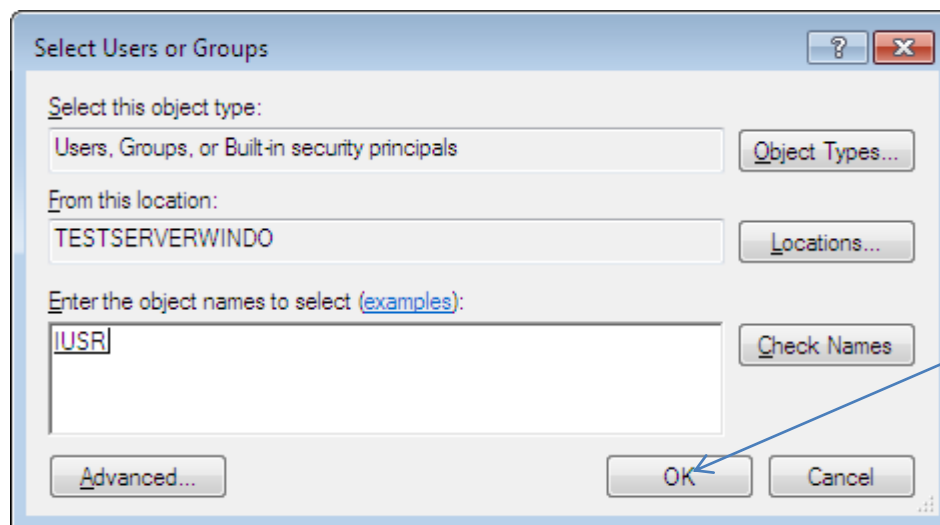 Select Users or Groups
Select this object type:
Users, Groups, or Built-in security principals
Object Types...
From this location:
TESTSERVERWINDO
Locations...
Enter the object names to select (examples):
IUSR
Check Names
Advanced...
OK
Cancel